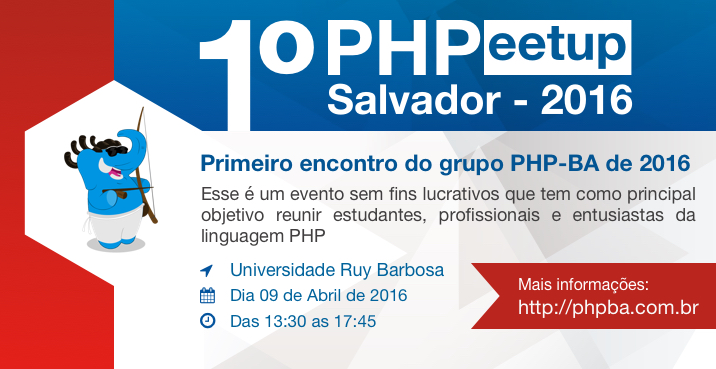 1º PHPeetup
Salvador - 2016
Primeiro encontro do grupo PHP-BA de 2016
Esse é um evento sem fins lucrativos que tem como principal
objetivo reunir estudantes, profissionais e entusiastas da
linguagem PHP
Universidade Ruy Barbosa
Dia 09 de Abril de 2016
Das 13:30 as 17:45
Mais informações:
http://phpba.com.br